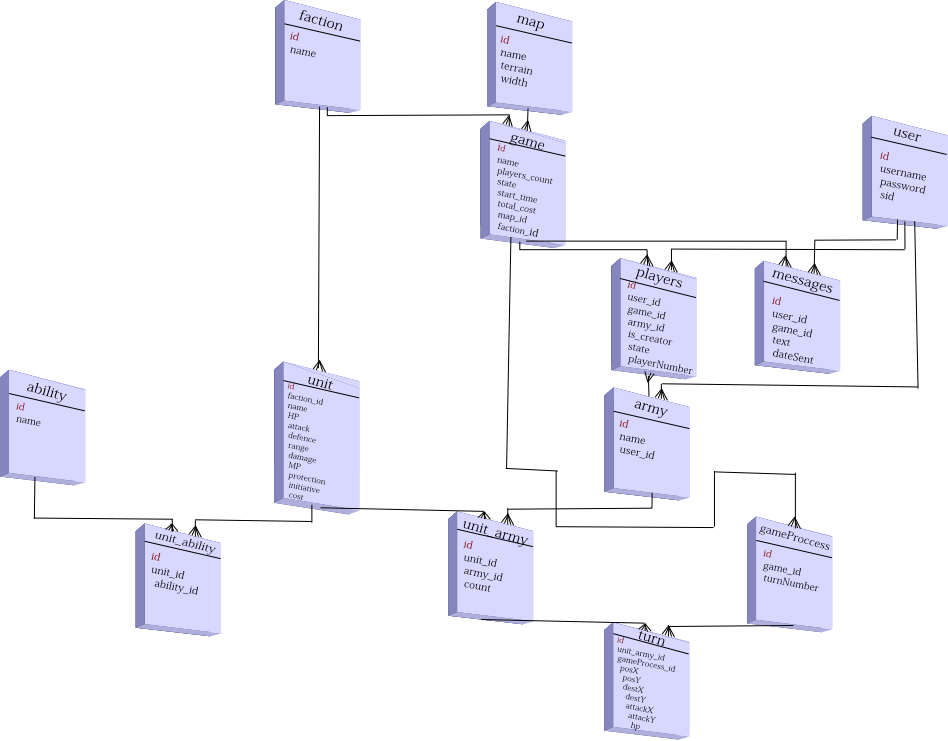 faction
id
name
map
id
name
terrain
width
game
id
name
players_count
state
start_time
total_cost
map_id
faction_id
user
id
username
password
sid
players
id
user_id
game_id
army_id
is_creator
state
playerNumber
messages
id
user_id
game_id
text
dateSent
unit
id
faction_id
name
HP
attack
defence
range
damage
MP
protection
initiative
cost
ability
id
name
army
id
name
user_id
unit_ability
id
unit_id
ability_id
unit_army
id
unit_id
army_id
count
gameProccess
id
game_id
turnNumber
turn
id
unit_army_id
gameProcess_id
posX
posY
destX
destY
attackX
attackY
hp